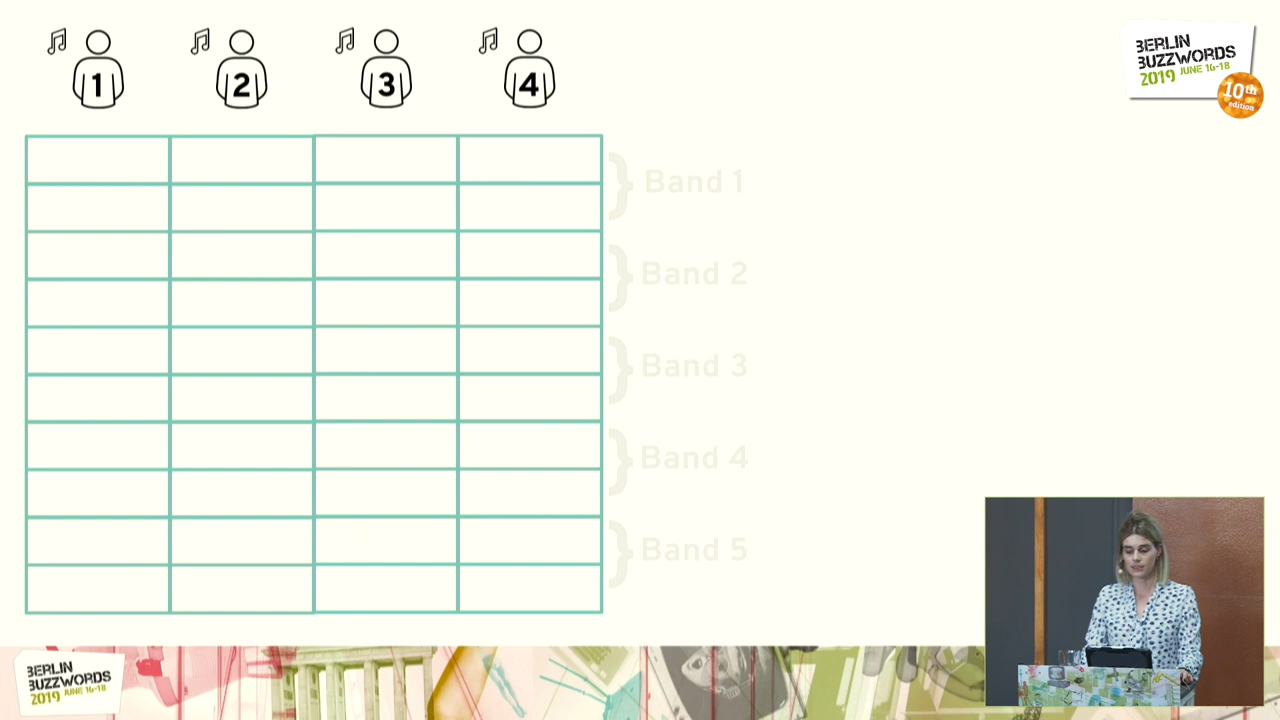 1
2
3
4
BERLIN
BUZZWORDS
2019 JUNE 16-18
10th
edition
Band 1
Band 2
Band 3
Band 4
Band 5
BERLIN
BUZZWORDS
2019 JUNE 16-18